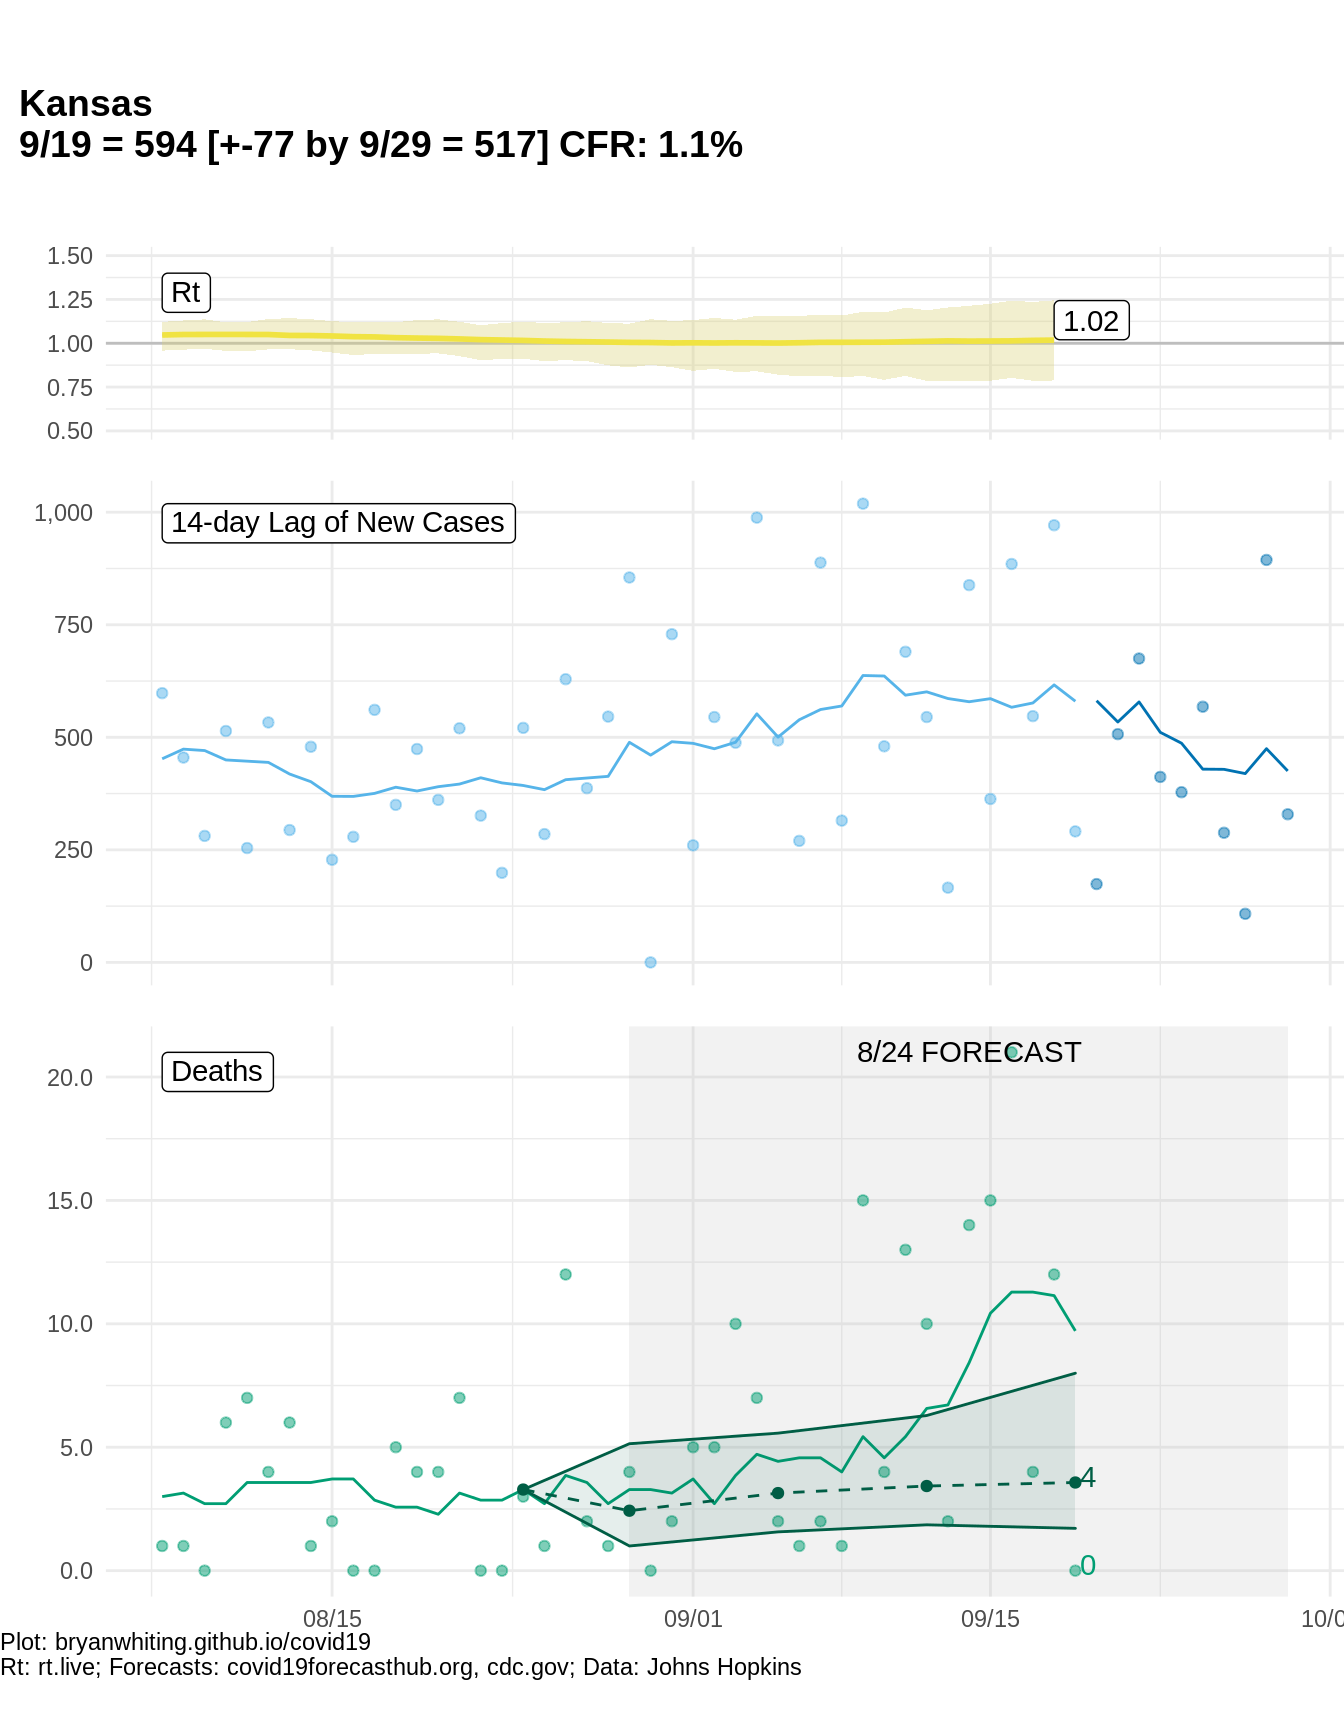 Kansas
9/19 = 594 [+-77 by 9/29 = 517] CFR: 1.1%
1.50
1.25
1.00
0.75
0.50
Rt
1.02
1,000
750
500
250
0
14-day Lag of New Cases
20.0
15.0
10.0
5.0
0.0
Deaths
8/24 FORECAST
4
0
08/15
09/01
09/15
10/0
Plot: bryanwhiting.github.io/covid19
Rt: rt.live; Forecasts: covid19forecasthub.org, cdc.gov; Data: Johns Hopkins